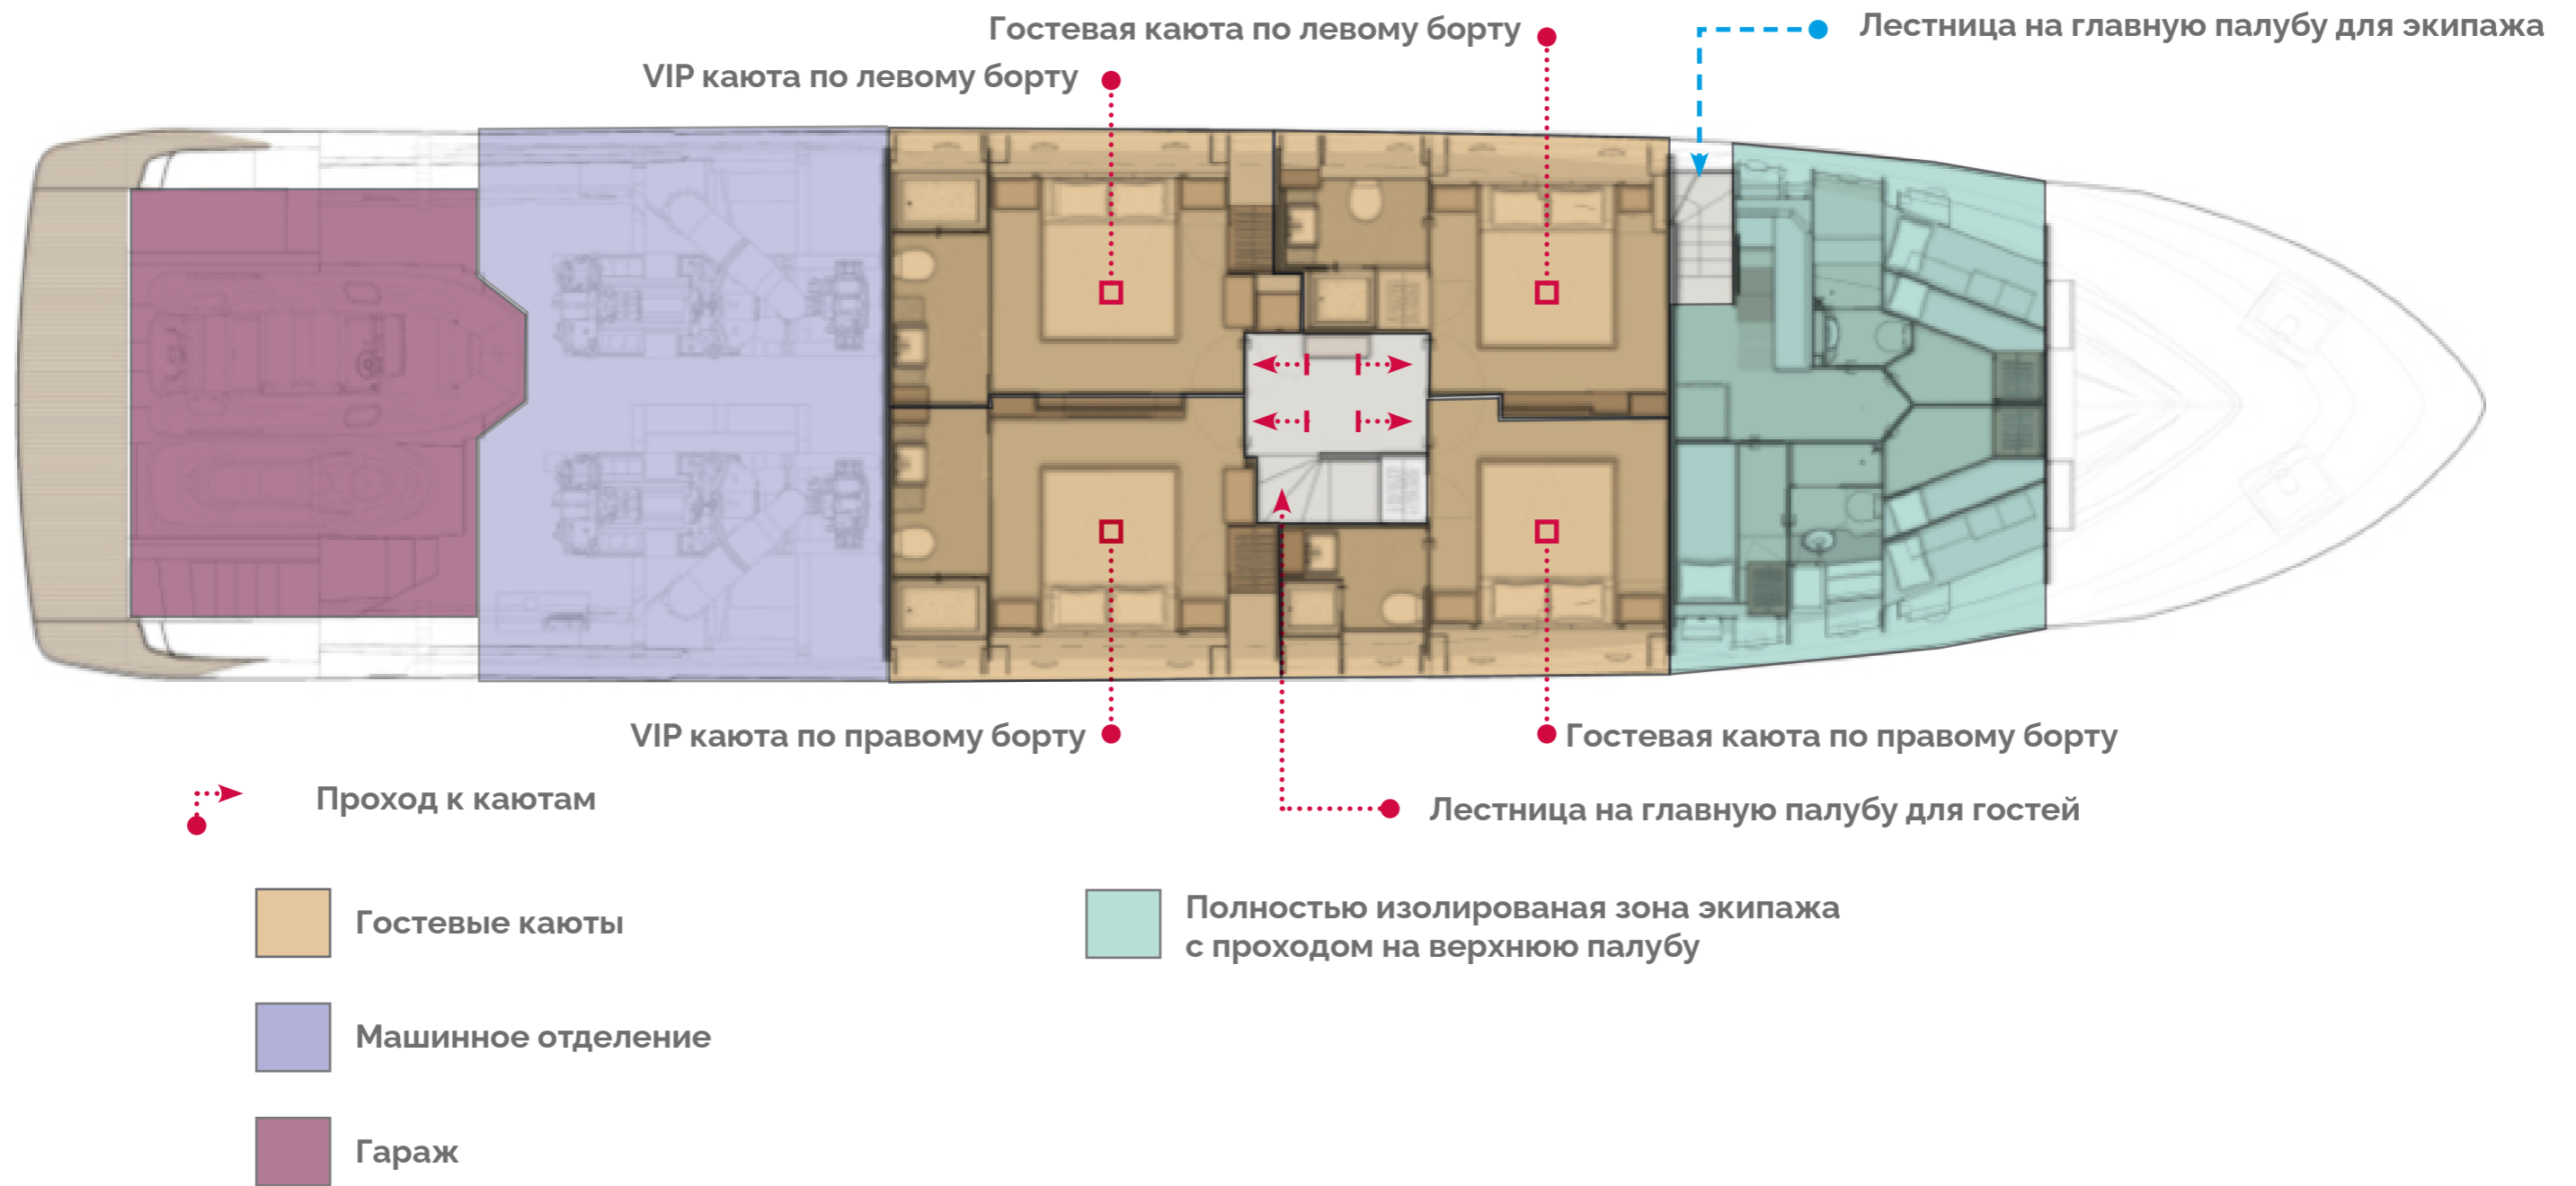 Гостевая каюта по левому борту
Лестница на главную палубу для экипажа
VIP каюта по левому борту
VIP каюта по правому борту
Гостевая каюта по правому борту
Проход к каютам
Лестница на главную палубу для гостей
Гостевые каюты
Полностью изолированая зона экипажа
с проходом на верхнюю палубу
Машинное отделение
Гараж